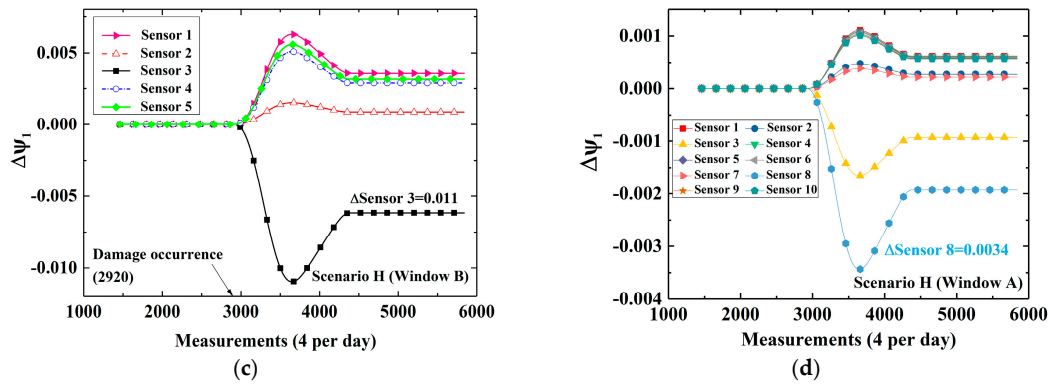 0.005
0.000
-0.005
-0.010
Δψ₁
Sensor 1
Sensor 2
Sensor 3
Sensor 4
Sensor 5
ΔSensor 3=0.011
Damage occurrence
(2920)
Scenario H (Window B)
1000 2000 3000 4000 5000 6000
Measurements (4 per day)
(c)
0.001
0.000
-0.001
-0.002
-0.003
-0.004
Δψ₁
Sensor 1 Sensor 2
Sensor 3 Sensor 4
Sensor 5 Sensor 6
Sensor 7 Sensor 8
Sensor 9 Sensor 10
ΔSensor 8=0.0034
Scenario H (Window A)
1000 2000 3000 4000 5000 6000
Measurements (4 per day)
(d)